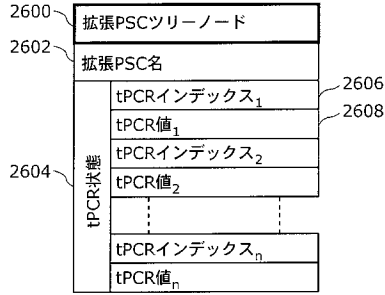 2600
拡張PSCツリーノード
2602
拡張PSC名
2604
tPCR状態
tPCRインデックス1
2606
tPCR値1
2608
tPCRインデックス2
tPCR値2
tPCRインデックスn
tPCR値n